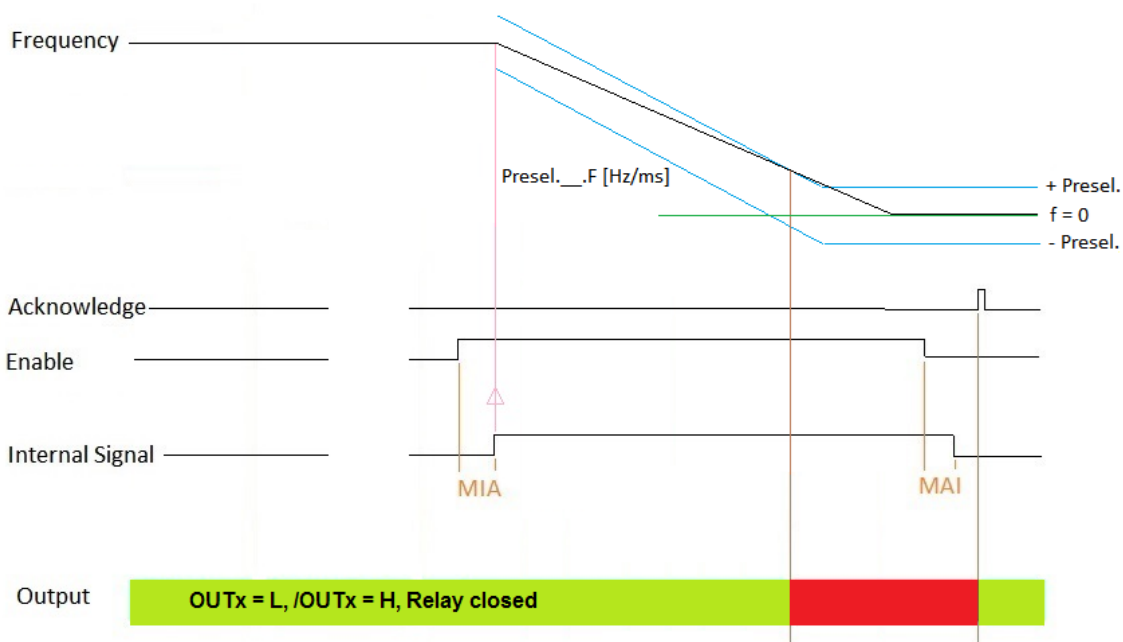 Frequency
Presel.__.F [Hz/ms]
+ Presel.
f = 0
- Presel.
Acknowledge
Enable
Internal Signal
MIA
MAI
Output
OUTx = L, /OUTx = H, Relay closed